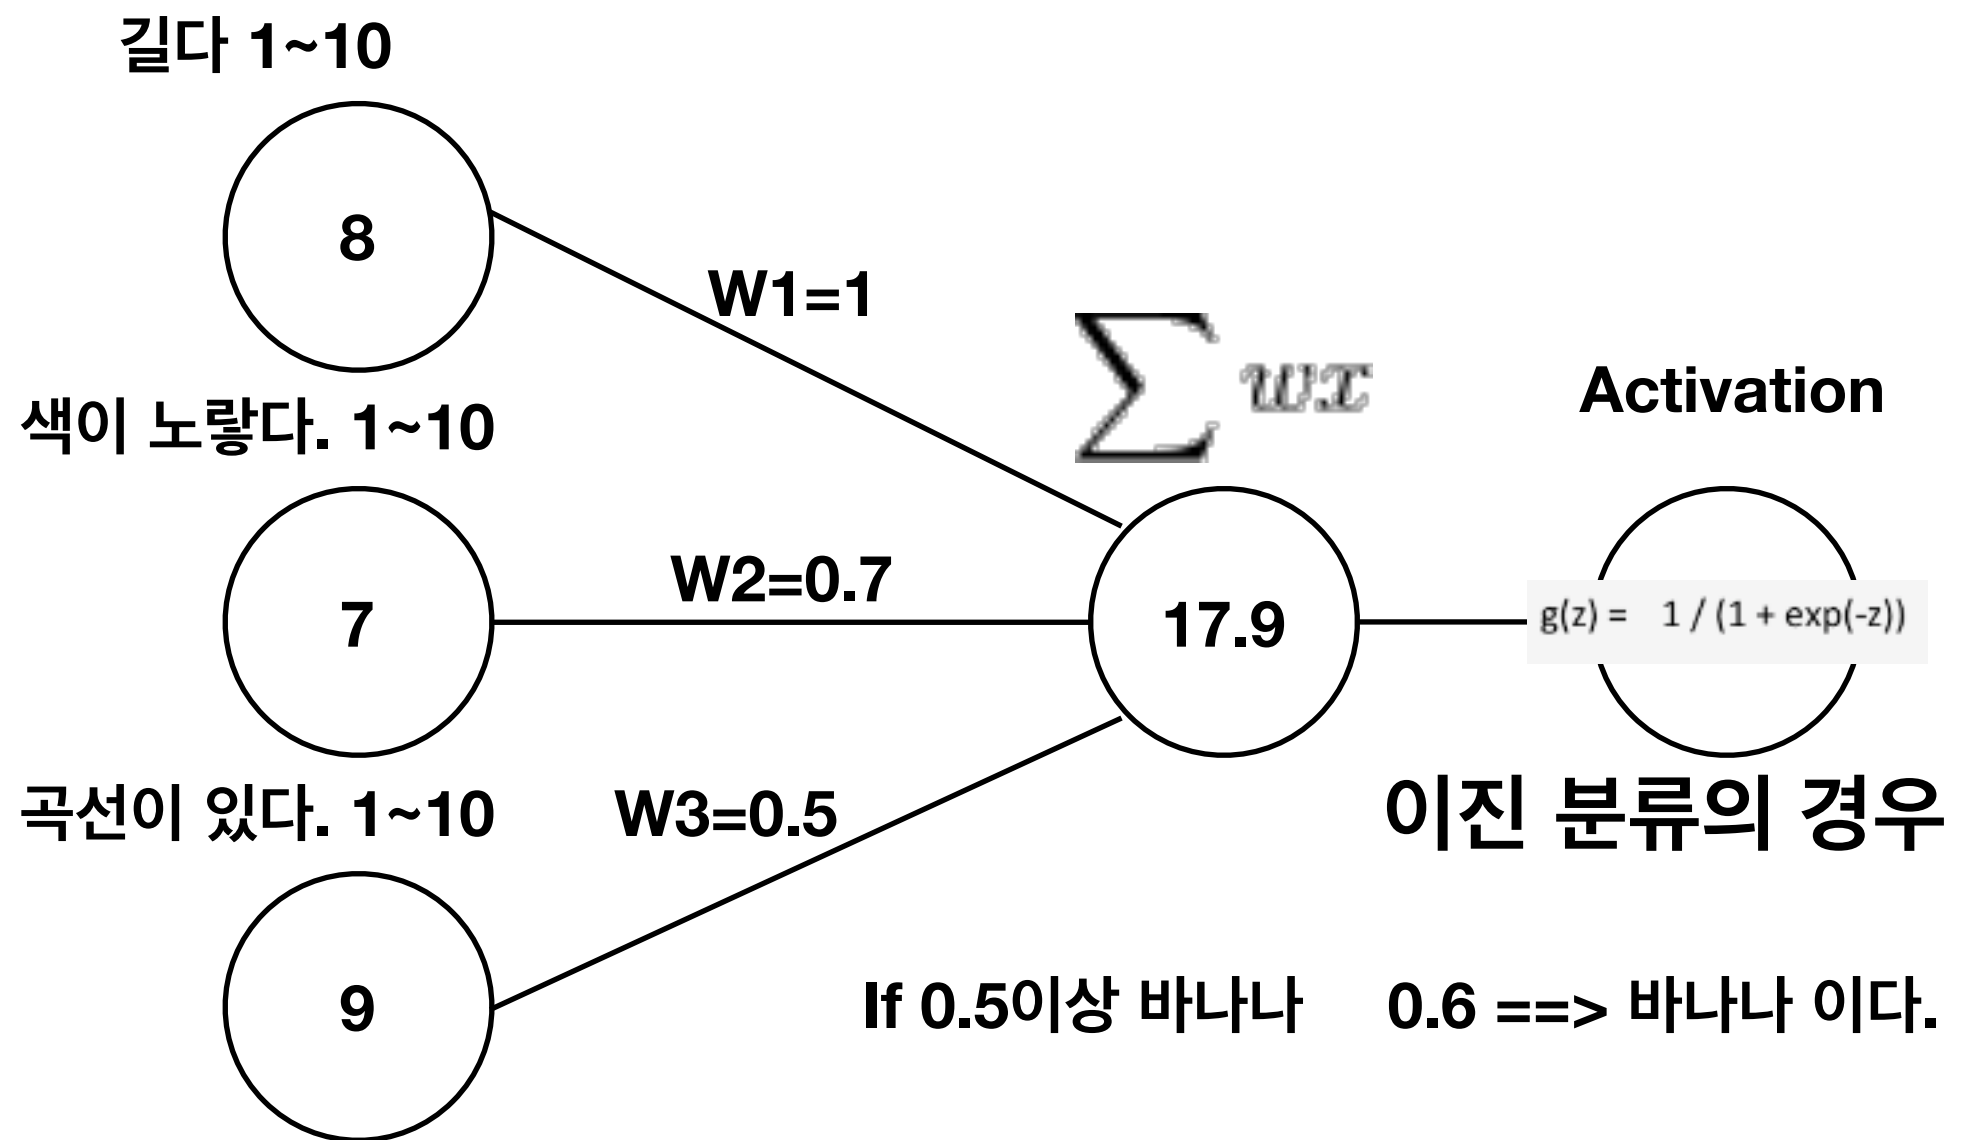 길다 1~10
8
W1=1
∑ wx
Activation
색이 노랗다. 1~10
7
W2=0.7
17.9
g(z) = 1 / (1 + exp(-z))
곡선이 있다. 1~10
W3=0.5
이진 분류의 경우
9
If 0.5이상 바나나
0.6 ==> 바나나 이다.